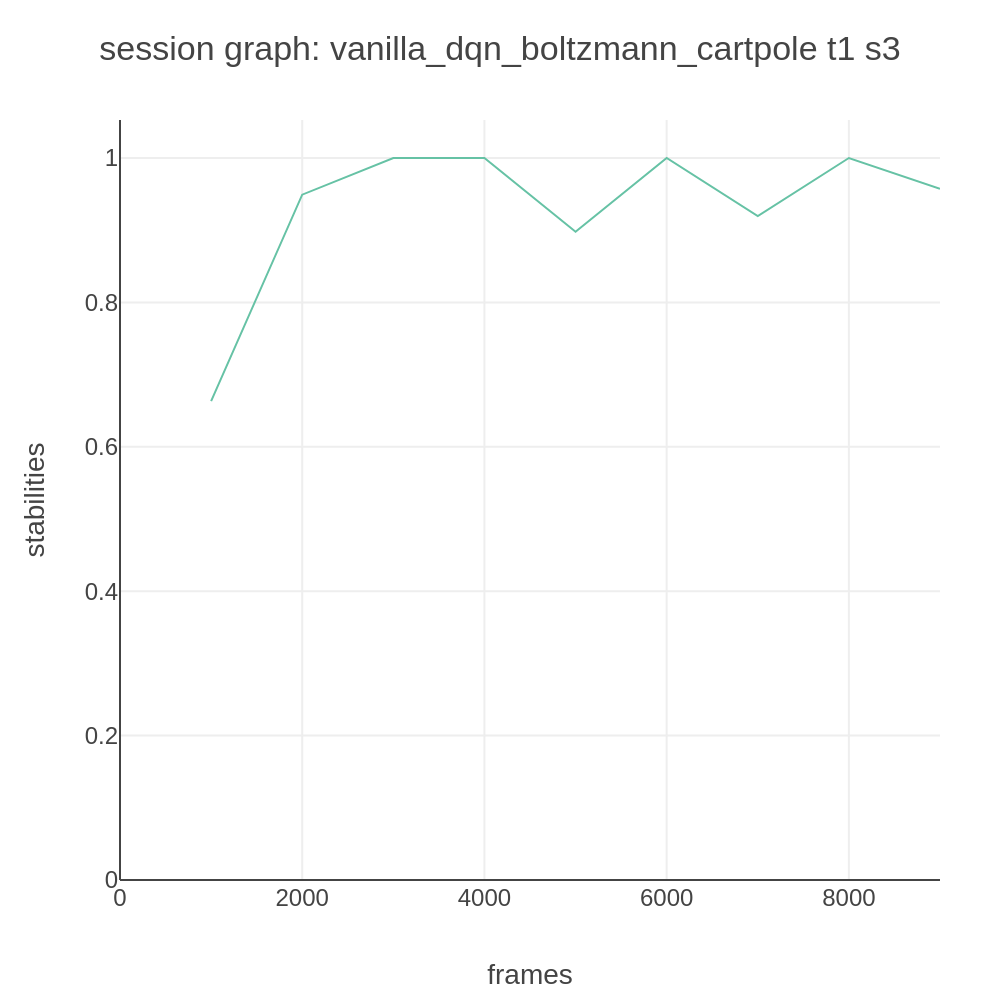 session graph: vanilla_dqn_boltzmann_cartpole t1 s3
1
0.8
0.6
0.4
0.2
0
stabilities
0 2000 4000 6000 8000
frames